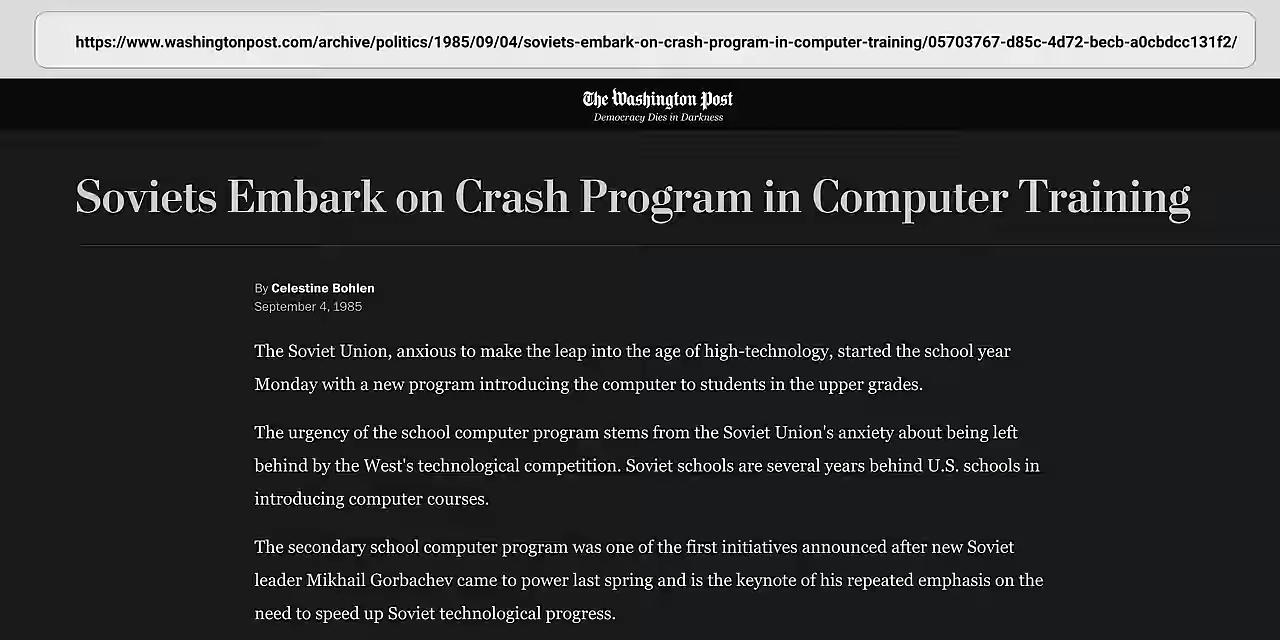 https://www.washingtonpost.com/archive/politics/1985/09/04/soviets-embark-on-crash-program-in-computer-training/05703767-d85c-4d72-becb-a0cbdcc131f2/
The Washington Post
Democracy Dies in Darkness
Soviets Embark on Crash Program in Computer Training
By Celestine Bohlen
September 4, 1985
The Soviet Union, anxious to make the leap into the age of high-technology, started the school year
Monday with a new program introducing the computer to students in the upper grades.
The urgency of the school computer program stems from the Soviet Union's anxiety about being left
behind by the West's technological competition. Soviet schools are several years behind U.S. schools in
introducing computer courses.
The secondary school computer program was one of the first initiatives announced after new Soviet
leader Mikhail Gorbachev came to power last spring and is the keynote of his repeated emphasis on the
need to speed up Soviet technological progress.